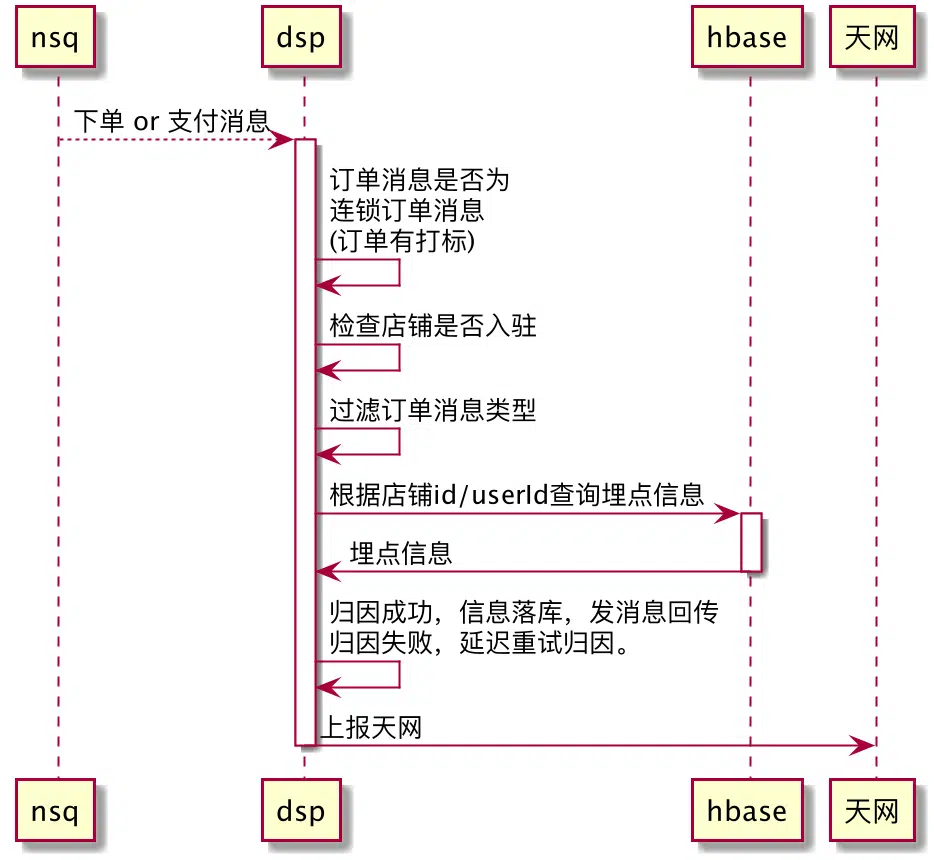 nsq
dsp
hbase
天网
下单 or 支付消息
订单消息是否为
连锁订单消息
(订单有打标)
检查店铺是否入驻
过滤订单消息类型
根据店铺id/userId查询埋点信息
埋点信息
归因成功，信息落库，发消息回传
归因失败，延迟重试归因。
上报天网
nsq
dsp
hbase
天网